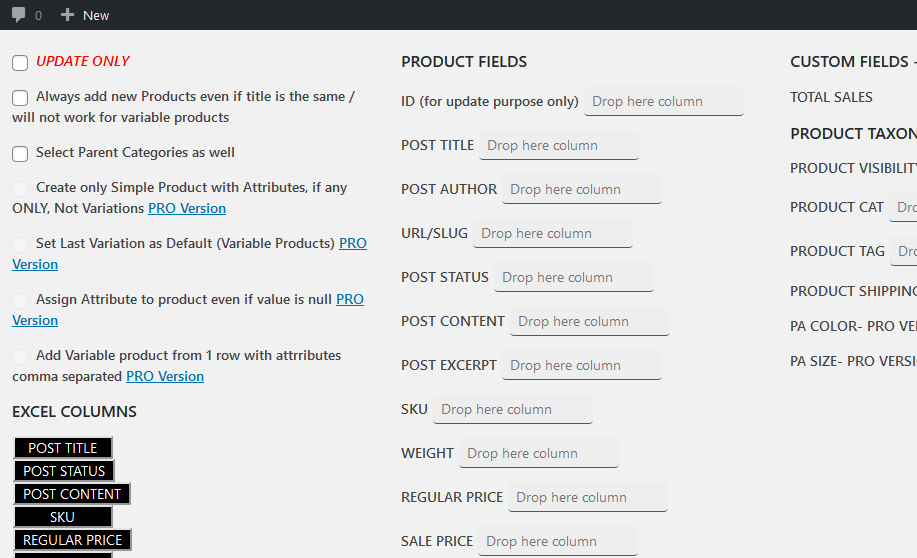 0 New
UPDATE ONLY
Always add new Products even if title is the same /
will not work for variable products
Select Parent Categories as well
Create only Simple Product with Attributes, if any
ONLY, Not Variations PRO Version
Set Last Variation as Default (Variable Products) PRO
Version
Assign Attribute to product even if value is null PRO
Version
Add Variable product from 1 row with attrributes
comma separated PRO Version
EXCEL COLUMNS
POST TITLE
POST STATUS
POST CONTENT
SKU
REGULAR PRICE
PRODUCT FIELDS
ID (for update purpose only) Drop here column
POST TITLE Drop here column
POST AUTHOR Drop here column
URL/SLUG Drop here column
POST STATUS Drop here column
POST CONTENT Drop here column
POST EXCERPT Drop here column
SKU Drop here column
WEIGHT Drop here column
REGULAR PRICE Drop here column
SALE PRICE Drop here column
CUSTOM FIELDS -
TOTAL SALES
PRODUCT TAXON
PRODUCT VISIBILITY
PRODUCT CAT Dro
PRODUCT TAG Dro
PRODUCT SHIPPING
PA COLOR- PRO VE
PA SIZE- PRO VERSI